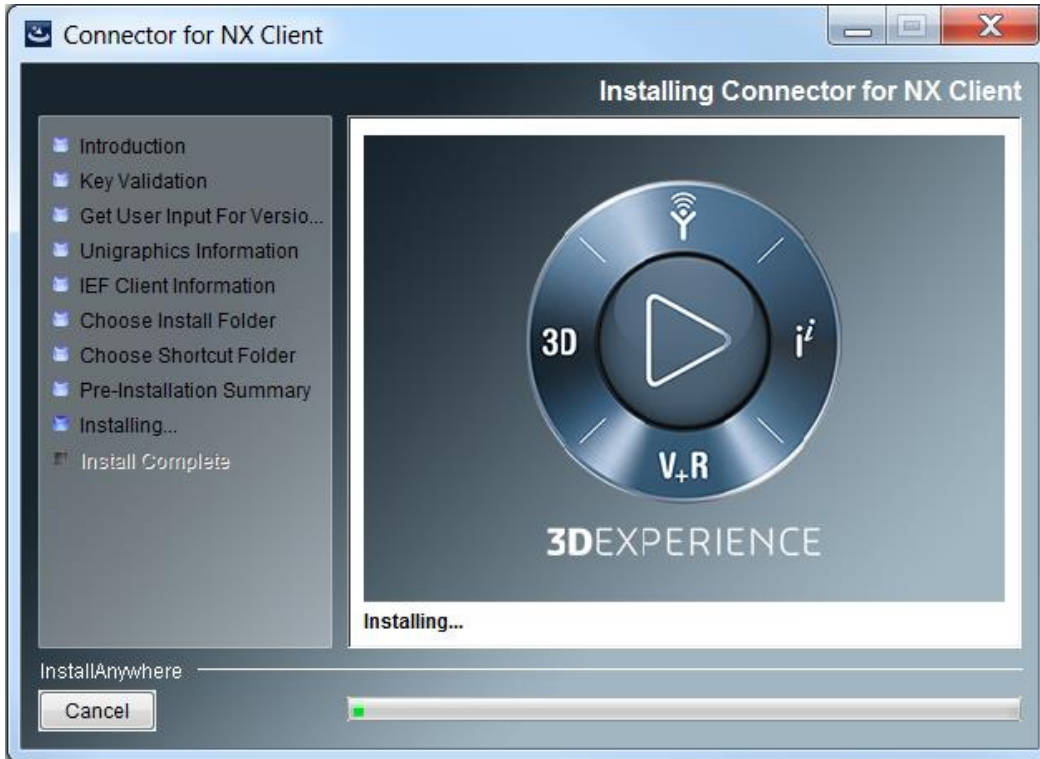 Connector for NX Client
Installing Connector for NX Client
Introduction
Key Validation
Get User Input For Versio...
Unigraphics Information
IEF Client Information
Choose Install Folder
Choose Shortcut Folder
Pre-Installation Summary
Installing...
Install Complete
3D
i i
V+R
3DEXPERIENCE
Installing...
InstallAnywhere
Cancel